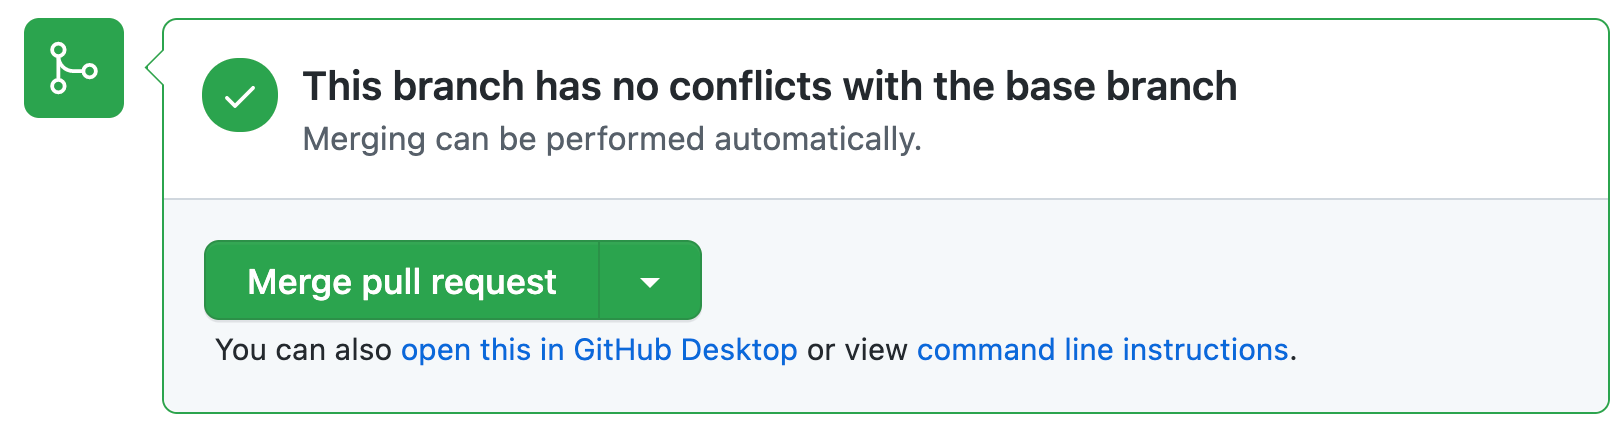 This branch has no conflicts with the base branch
Merging can be performed automatically.
Merge pull request
You can also open this in GitHub Desktop or view command line instructions.